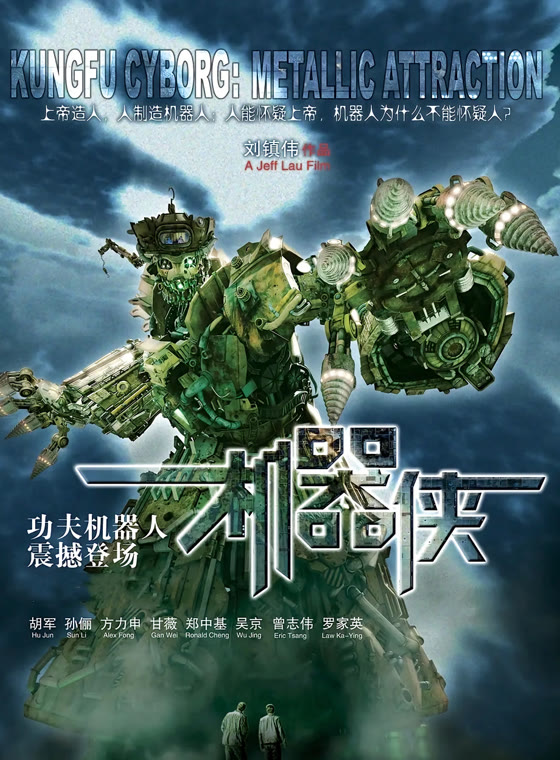 KUNGFU CYBORG: METALLIC ATTRACTION
上帝造人，人制造机器人；人能怀疑上帝，机器人为什么不能怀疑人？
刘镇伟作品
A Jeff Lau Film
机器侠
功夫机器人
震撼登场
胡军 孙俪 方力申 甘薇 郑中基 吴京 曾志伟 罗家英
Hu Jun Sun Li Alex Fong Gan Wei Ronald Cheng Wu Jing Eric Tsang Law Ka-Ying